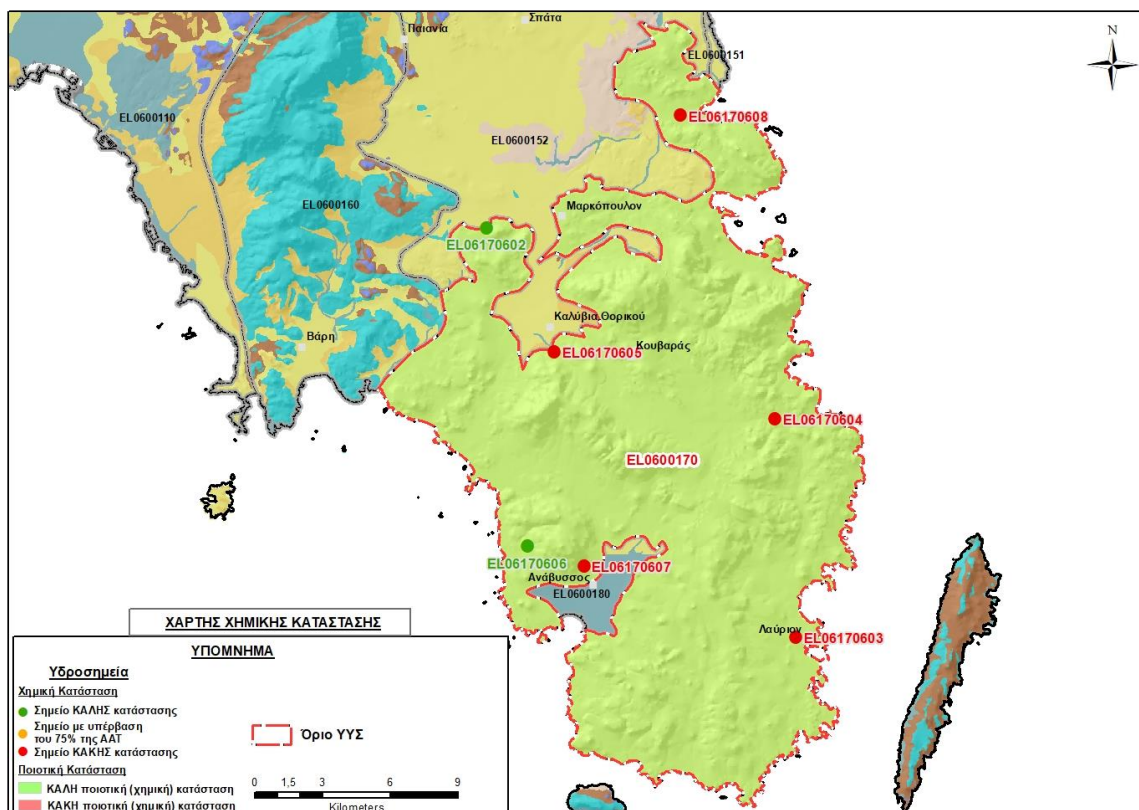 Σπάτα
Παιανία
N
EL0600151
EL0600110
EL06170608
EL0600152
EL0600160
Μαρκόπουλον
EL06170602
Καλύβια Θορικού
Βάρη
Κουβαράς
EL06170605
EL06170604
EL0600170
EL06170606
EL06170607
Ανάβυσσος
EL0600180
Λαύριον
EL06170603
ΧΑΡΤΗΣ ΧΗΜΙΚΗΣ ΚΑΤΑΣΤΑΣΗΣ
ΥΠΟΜΝΗΜΑ
Υδροσημεία
Χημική Κατάσταση
Σημείο ΚΑΛΗΣ κατάστασης
Σημείο με υπέρβαση
του 75% της ΑΑΤ
Σημείο ΚΑΚΗΣ κατάστασης
Όριο ΥΥΣ
Ποιοτική Κατάσταση
ΚΑΛΗ ποιοτική (χημική) κατάσταση
ΚΑΚΗ ποιοτική (χημική) κατάσταση
0 1,5 3 6 9
Kilometers